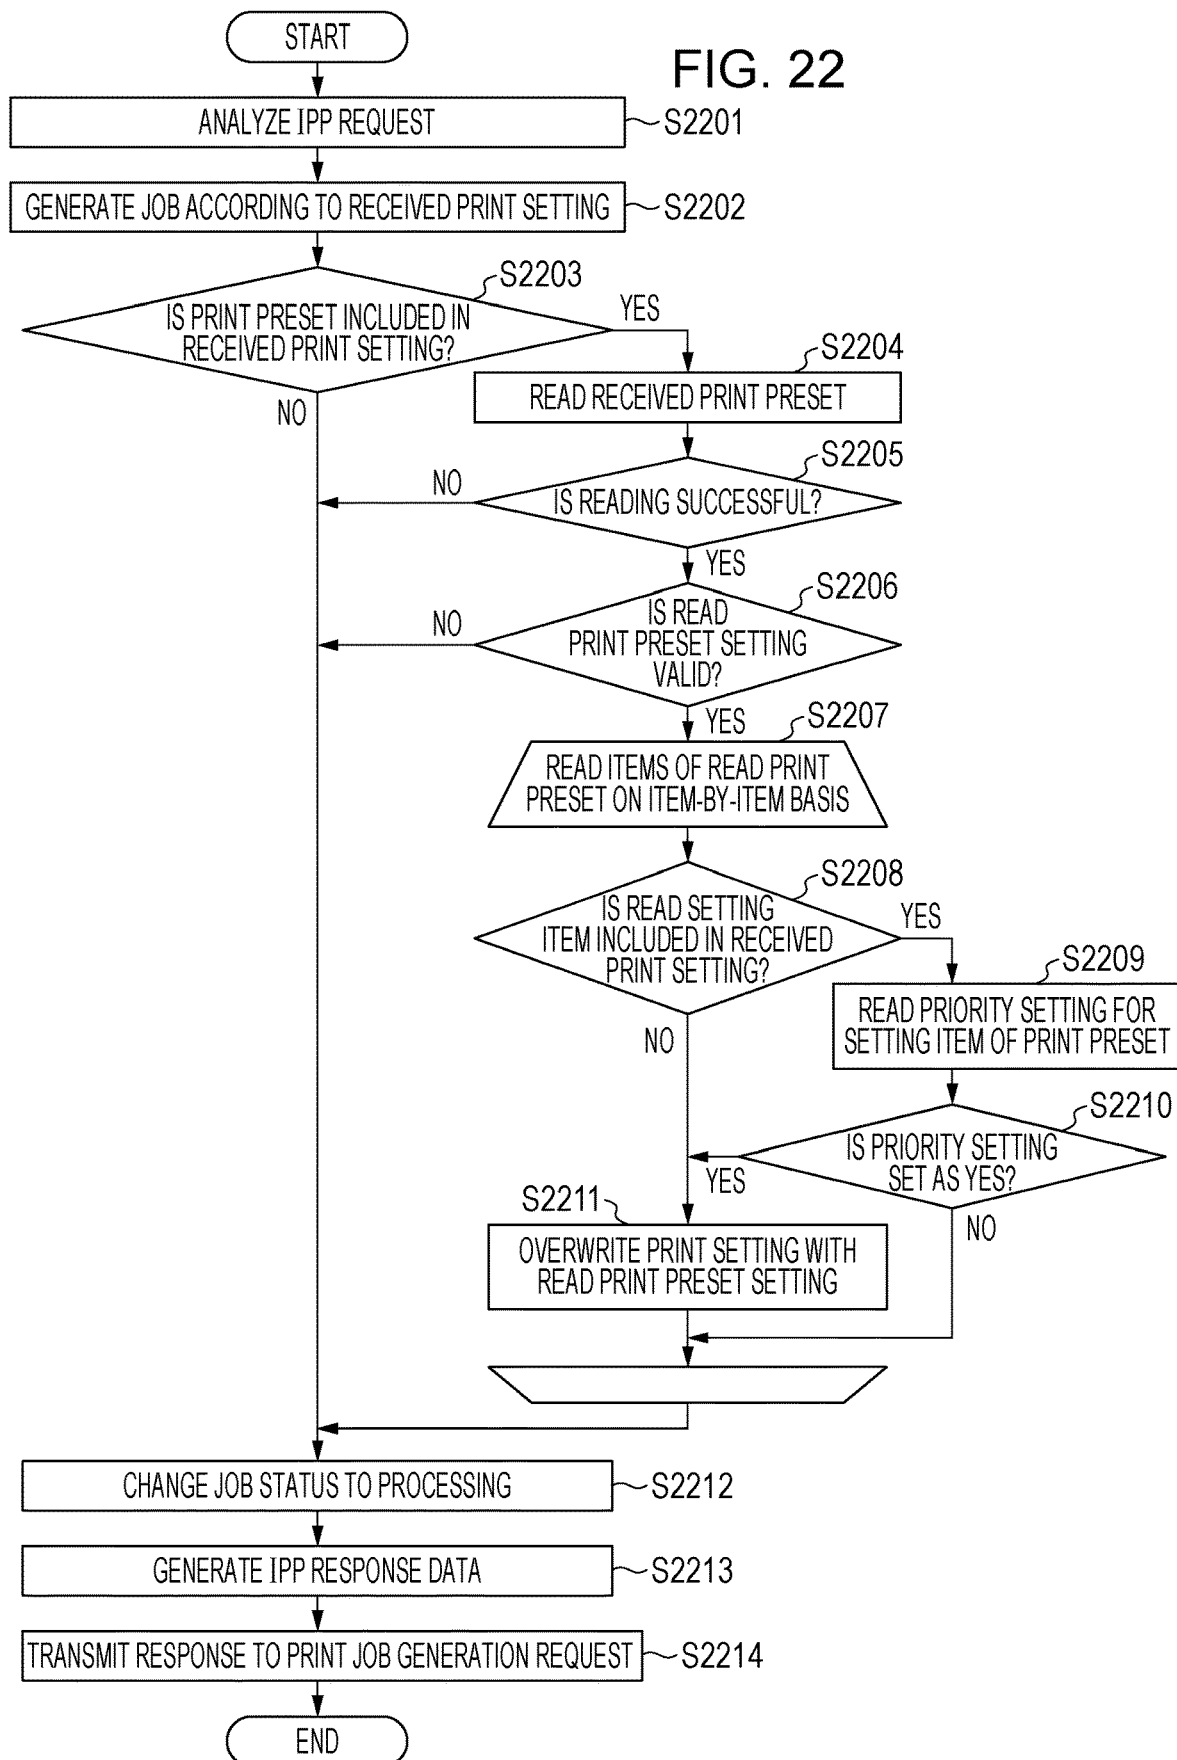 START
FIG. 22
ANALYZE IPP REQUEST
S2201
GENERATE JOB ACCORDING TO RECEIVED PRINT SETTING
S2202
S2203
IS PRINT PRESET INCLUDED IN
RECEIVED PRINT SETTING?
YES
NO
S2204
READ RECEIVED PRINT PRESET
S2205
IS READING SUCCESSFUL?
NO
YES
S2206
IS READ
PRINT PRESET SETTING
VALID?
NO
YES
S2207
READ ITEMS OF READ PRINT
PRESET ON ITEM-BY-ITEM BASIS
S2208
IS READ SETTING
ITEM INCLUDED IN RECEIVED
PRINT SETTING?
YES
NO
S2209
READ PRIORITY SETTING FOR
SETTING ITEM OF PRINT PRESET
S2210
IS PRIORITY SETTING
SET AS YES?
YES
NO
S2211
OVERWRITE PRINT SETTING WITH
READ PRINT PRESET SETTING
CHANGE JOB STATUS TO PROCESSING
S2212
GENERATE IPP RESPONSE DATA
S2213
TRANSMIT RESPONSE TO PRINT JOB GENERATION REQUEST
S2214
END